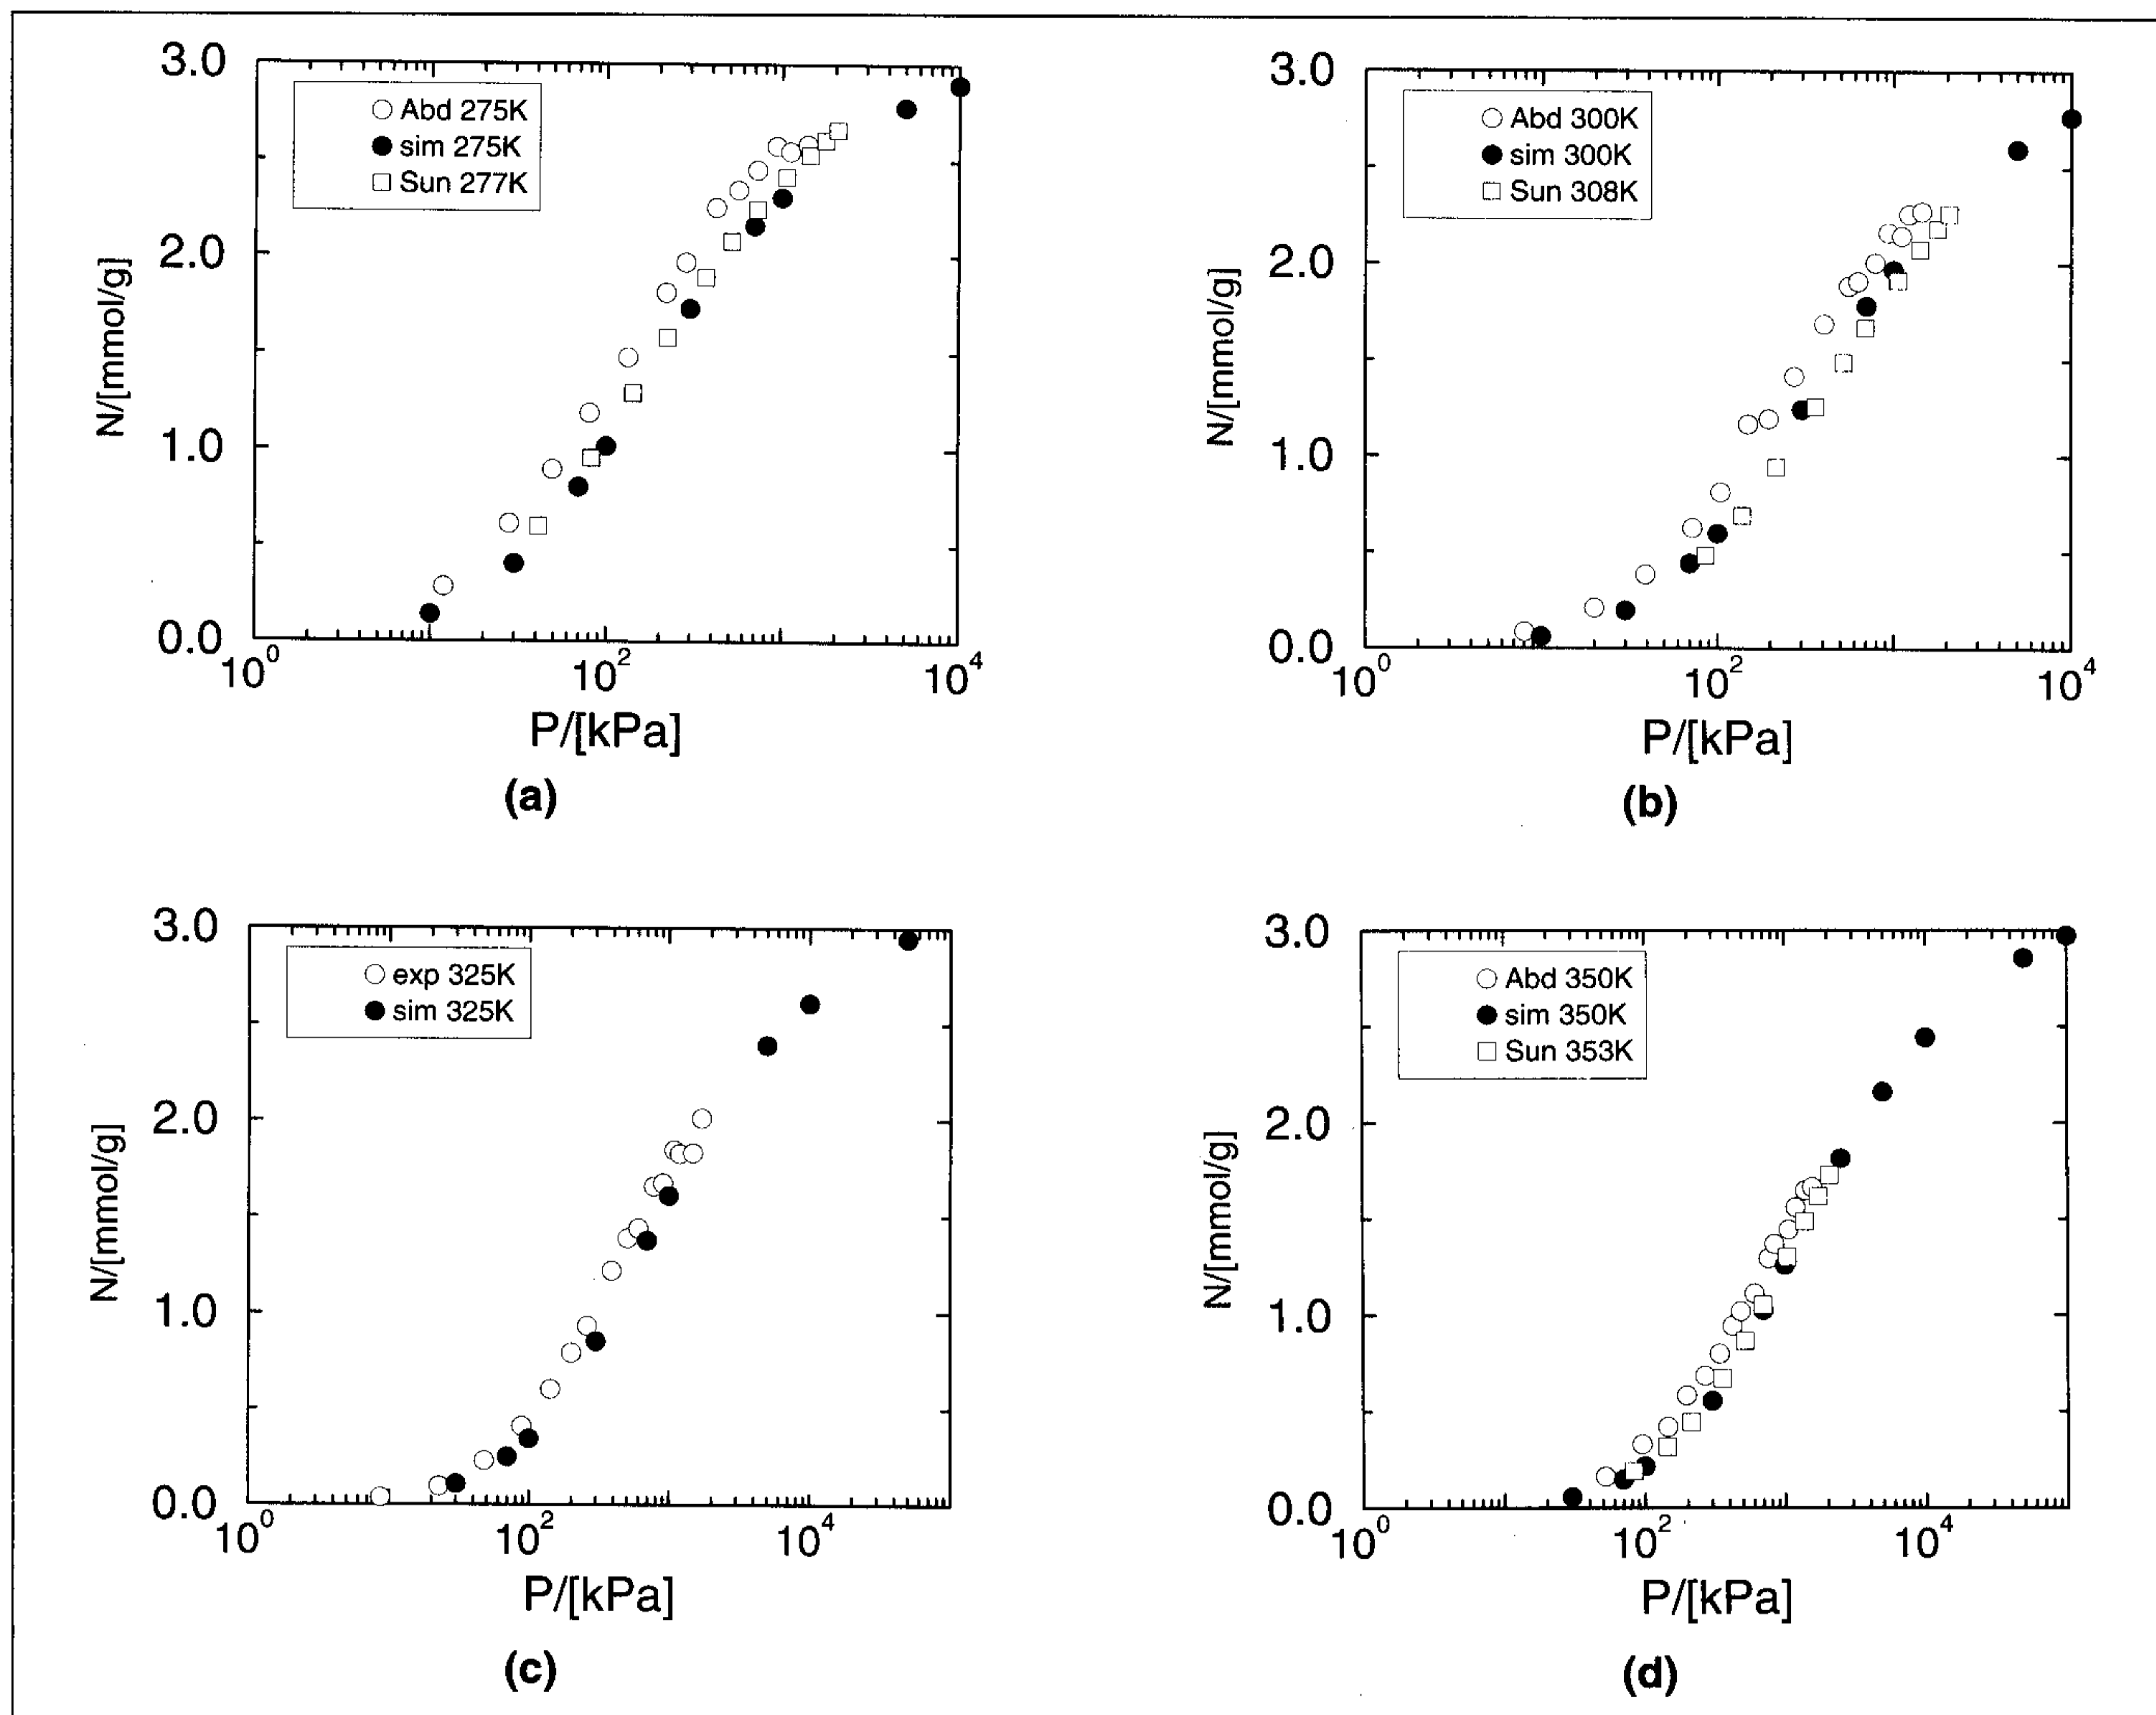 3.0
2.0
1.0
0.0
N/[mmol/g]
Abd 275K
sim 275K
Sun 277K
10^0
10^2
10^4
P/[kPa]
(a)
3.0
2.0
1.0
0.0
N/[mmol/g]
Abd 300K
sim 300K
Sun 308K
10^0
10^2
10^4
P/[kPa]
(b)
3.0
2.0
1.0
0.0
N/[mmol/g]
exp 325K
sim 325K
10^0
10^2
10^4
P/[kPa]
(c)
3.0
2.0
1.0
0.0
N/[mmol/g]
Abd 350K
sim 350K
Sun 353K
10^0
10^2
10^4
P/[kPa]
(d)